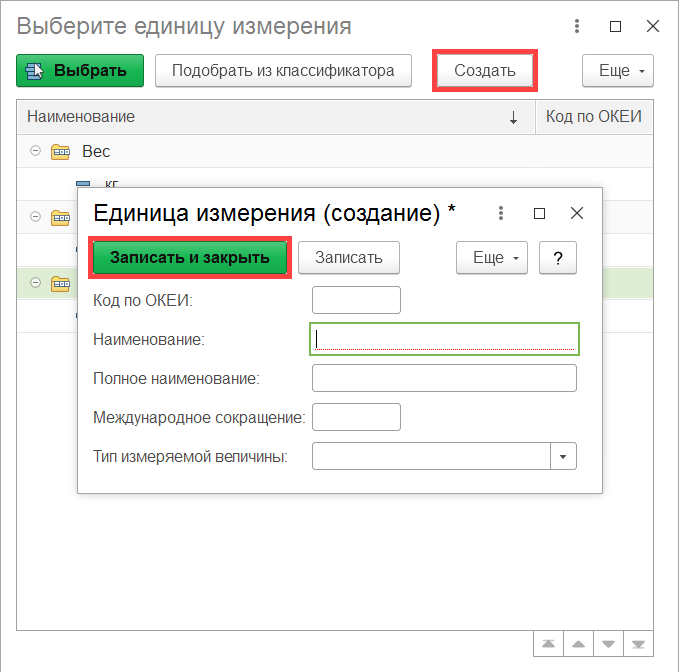 Выберите единицу измерения
Выбрать Подобрать из классификатора Создать Еще
Наименование Код по ОКЕИ
Вес
кг
Единица измерения (создание) *
Записать и закрыть Записать Еще ?
Код по ОКЕИ:
Наименование:
Полное наименование:
Международное сокращение:
Тип измеряемой величины: